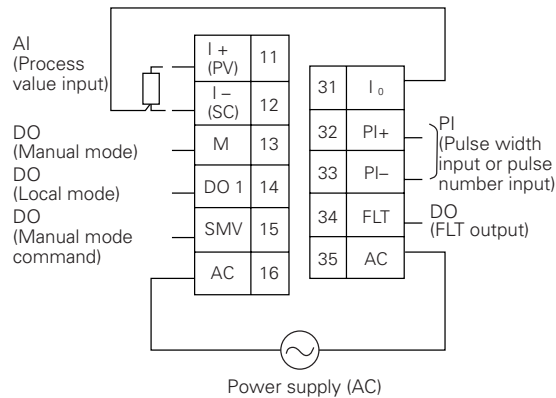 AI
(Process
value input)
DO
(Manual mode)
DO
(Local mode)
DO
(Manual mode
command)
I + (PV) 11
I – (SC) 12
M 13
DO 1 14
SMV 15
AC 16
31 I0
32 PI+
33 PI–
34 FLT
35 AC
PI
(Pulse width
input or pulse
number input)
DO
(FLT output)
Power supply (AC)